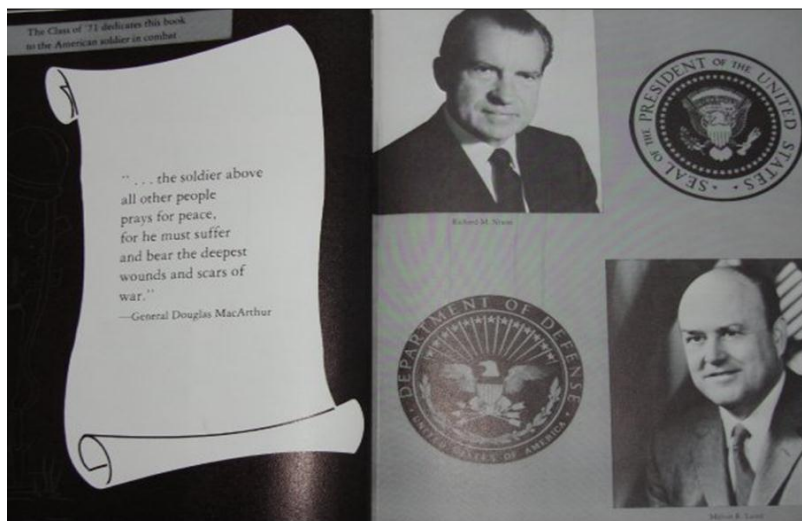 The Class of '71 dedicates this book
to the American soldier in combat
". . . the soldier above
all other people
prays for peace,
for he must suffer
and bear the deepest
wounds and scars of
war."
—General Douglas MacArthur
Richard M. Nixon
SEAL OF THE PRESIDENT OF THE UNITED STATES
DEPARTMENT OF DEFENSE
UNITED STATES OF AMERICA
Melvin R. Laird